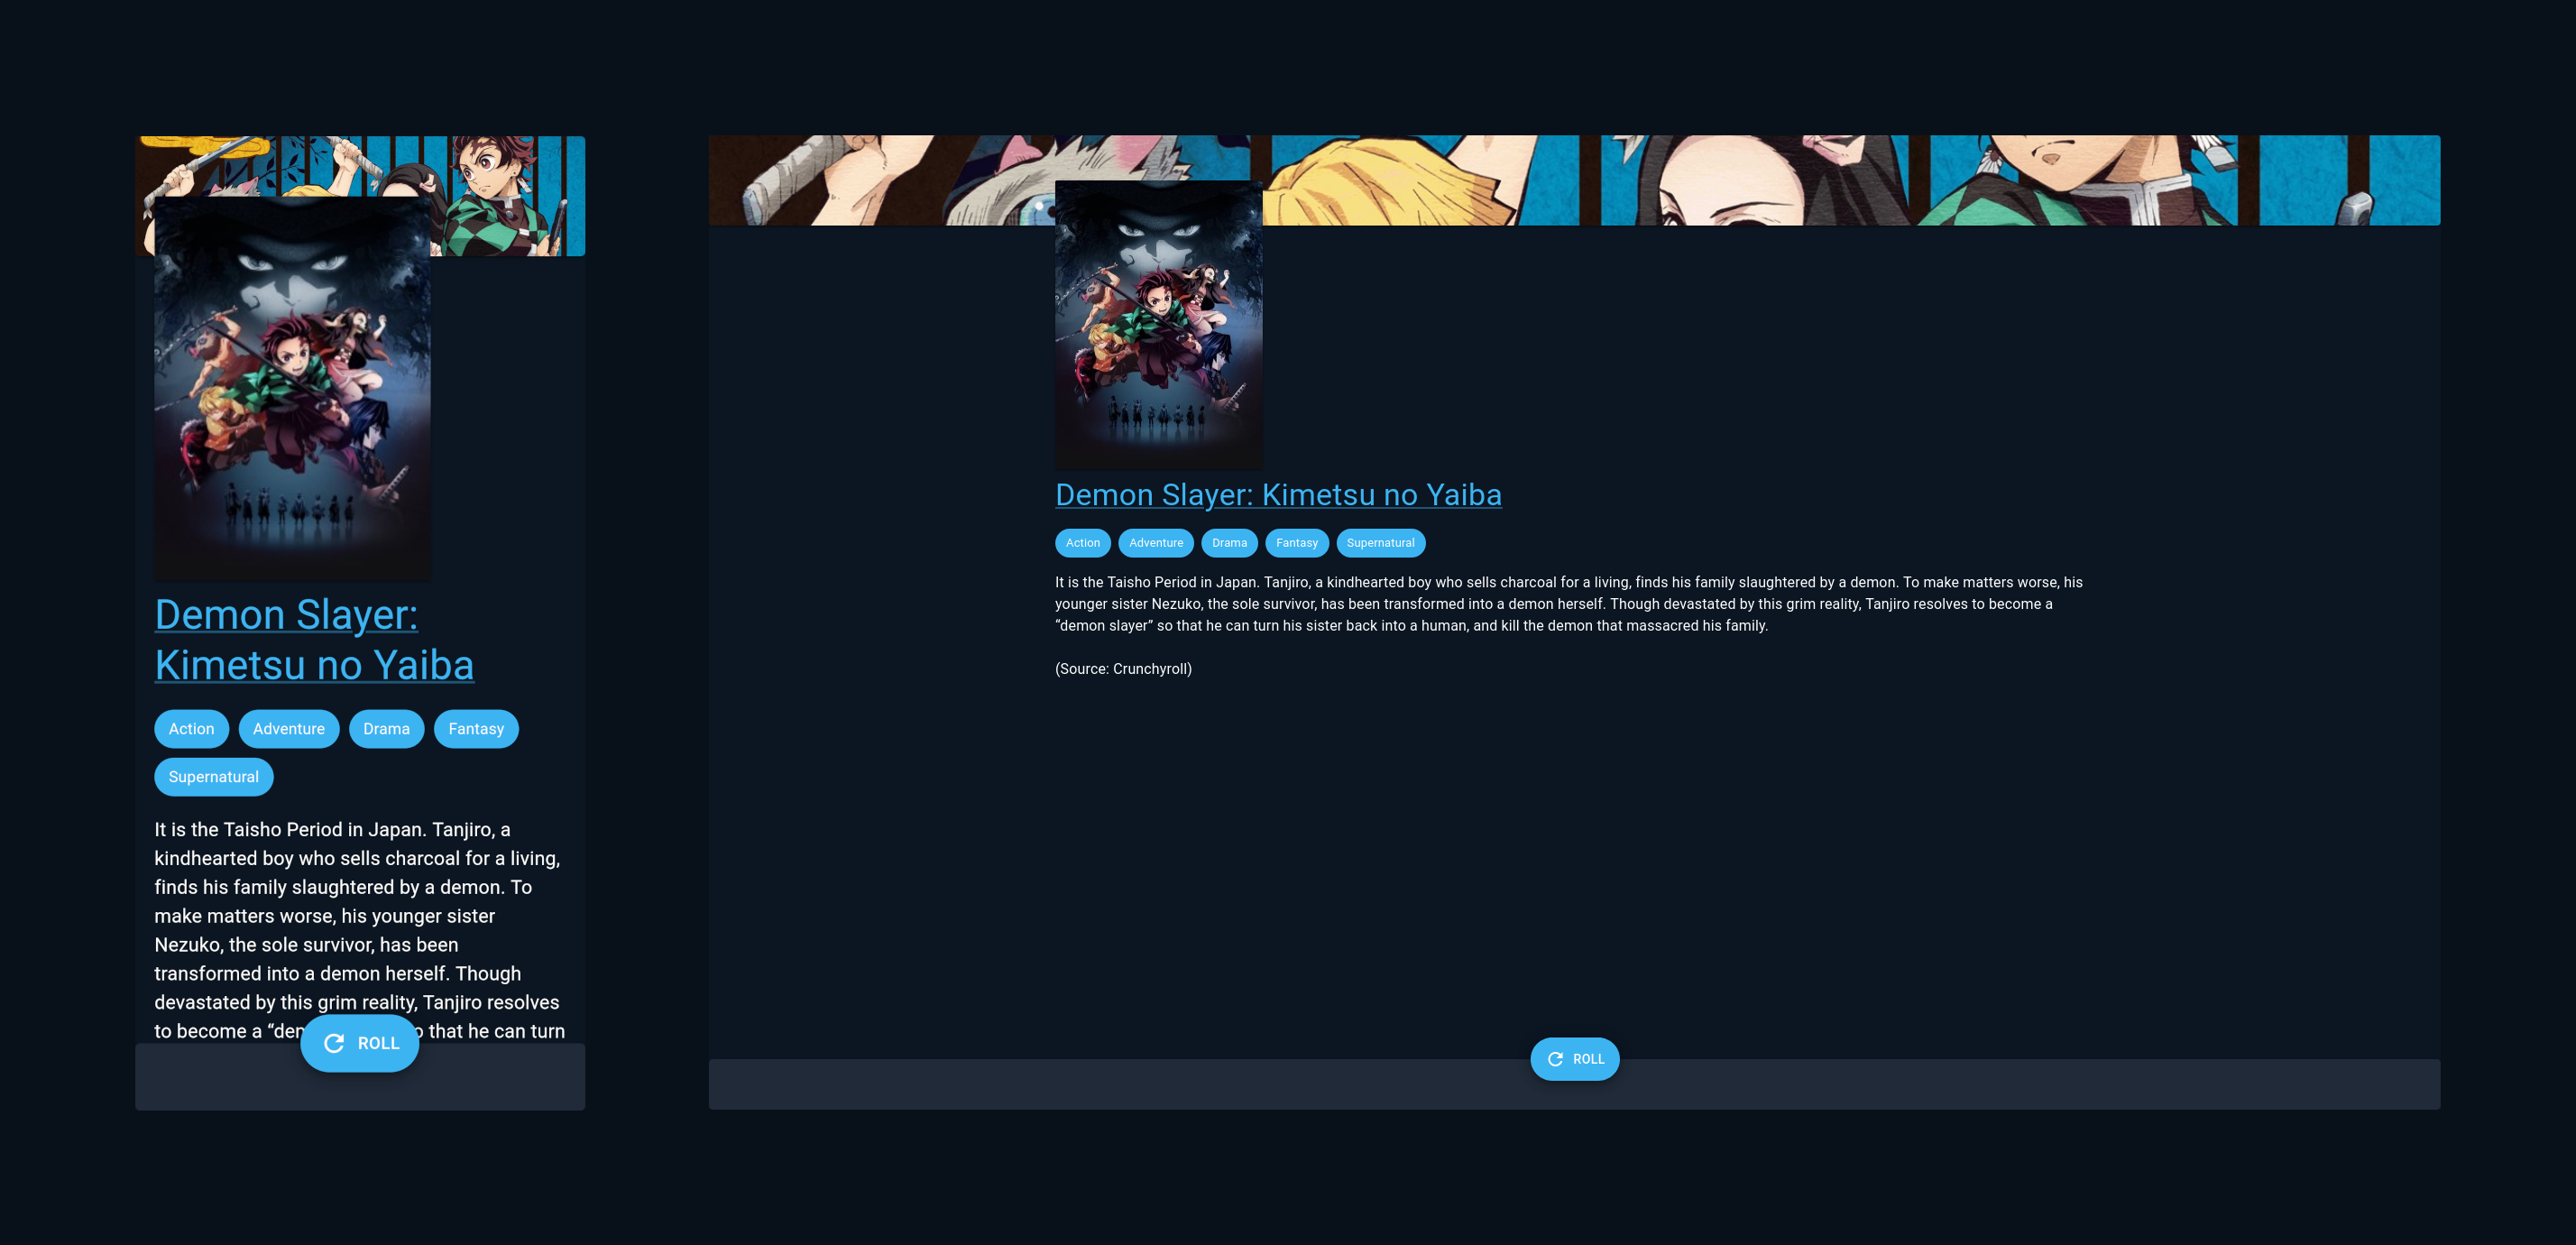 Demon Slayer:
Kimetsu no Yaiba
Action Adventure Drama Fantasy
Supernatural
It is the Taisho Period in Japan. Tanjiro, a
kindhearted boy who sells charcoal for a living,
finds his family slaughtered by a demon. To
make matters worse, his younger sister
Nezuko, the sole survivor, has been
transformed into a demon herself. Though
devastated by this grim reality, Tanjiro resolves
to become a “dem o that he can turn
ROLL
Demon Slayer: Kimetsu no Yaiba
Action Adventure Drama Fantasy Supernatural
It is the Taisho Period in Japan. Tanjiro, a kindhearted boy who sells charcoal for a living, finds his family slaughtered by a demon. To make matters worse, his
younger sister Nezuko, the sole survivor, has been transformed into a demon herself. Though devastated by this grim reality, Tanjiro resolves to become a
“demon slayer” so that he can turn his sister back into a human, and kill the demon that massacred his family.
(Source: Crunchyroll)
ROLL